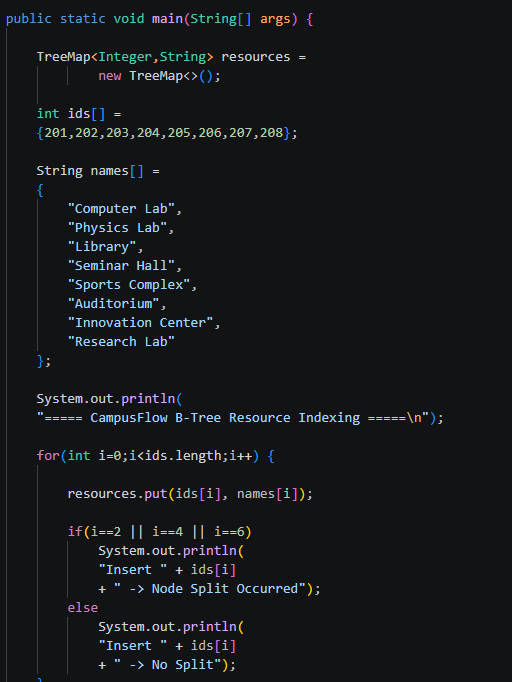 public static void main(String[] args) {
TreeMap<Integer,String> resources =
new TreeMap<>();
int ids[] =
{201,202,203,204,205,206,207,208};
String names[] =
{
"Computer Lab",
"Physics Lab",
"Library",
"Seminar Hall",
"Sports Complex",
"Auditorium",
"Innovation Center",
"Research Lab"
};
System.out.println(
"===== CampusFlow B-Tree Resource Indexing =====\n");
for(int i=0;i<ids.length;i++) {
resources.put(ids[i], names[i]);
if(i==2 || i==4 || i==6)
System.out.println(
"Insert " + ids[i]
+ " -> Node Split Occurred");
else
System.out.println(
"Insert " + ids[i]
+ " -> No Split");
}